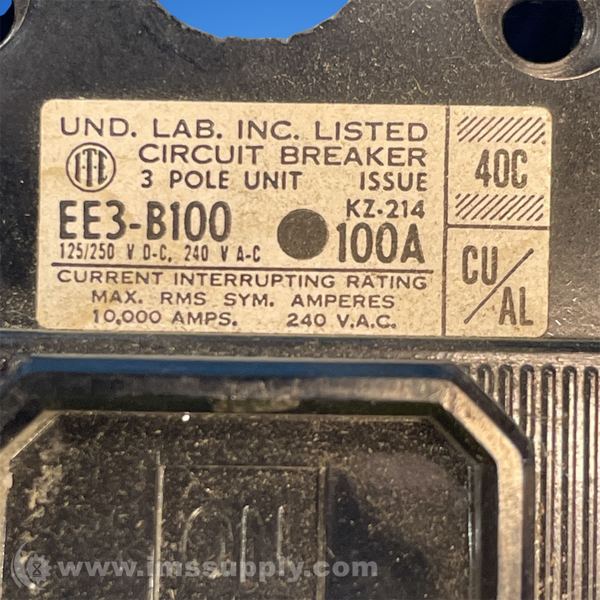 UND. LAB. INC. LISTED
ITE CIRCUIT BREAKER
3 POLE UNIT ISSUE
EE3-B100 KZ-214
125/250 V D-C, 240 V A-C 100A
CURRENT INTERRUPTING RATING
MAX. RMS SYM. AMPERES
10,000 AMPS. 240 V.A.C.
40C
CU/AL
www.imssupply.com